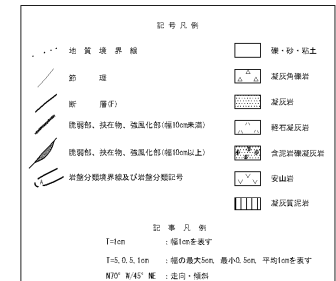 記号凡例
地質境界線
節理
断層(F)
脆弱部、挟在物、強風化部(幅10cm未満)
脆弱部、挟在物、強風化部(幅10cm以上)
岩盤分類境界線及び岩盤分類記号
礫・砂・粘土
凝灰角礫岩
凝灰岩
軽石凝灰岩
含泥岩礫凝灰岩
安山岩
凝灰質泥岩
記事凡例
T=1cm :幅1cmを表す
T=5,0.5,1cm :幅の最大5cm, 最小0.5cm, 平均1cmを表す
N70°W/45°NE :走向・傾斜